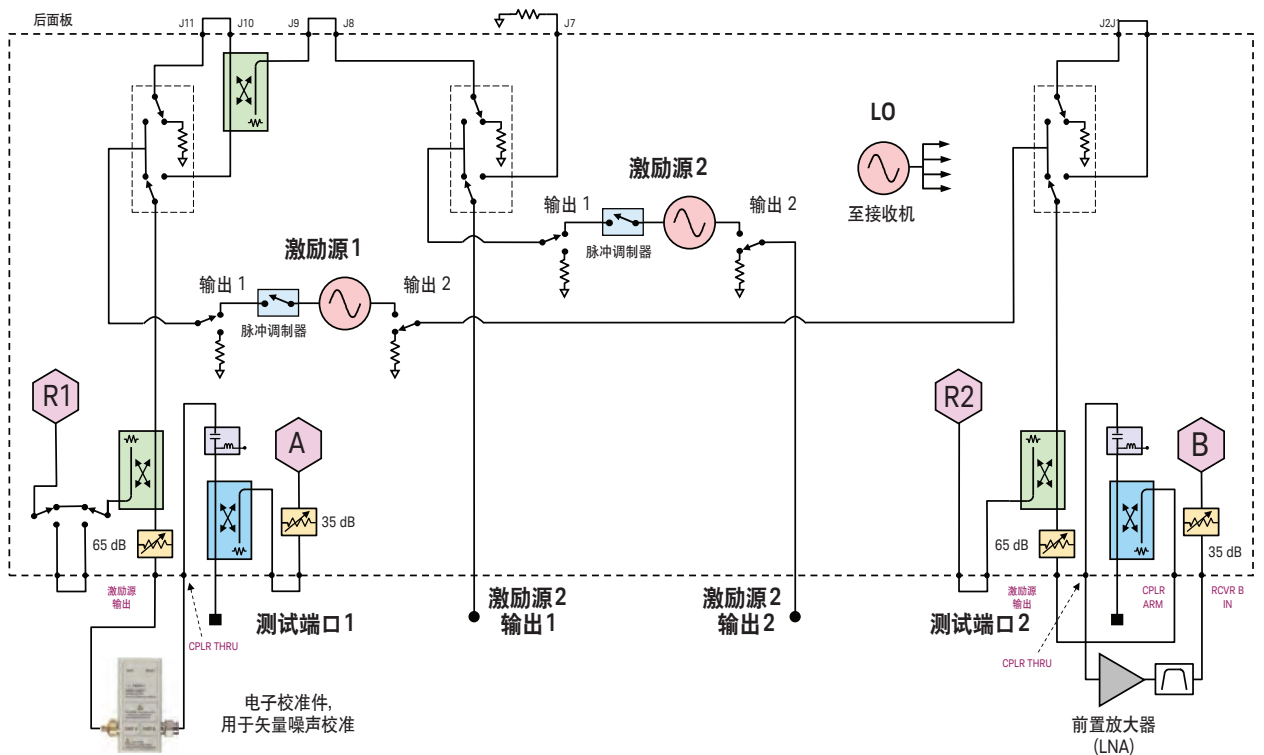 后面板
J11
J10
J9
J8
J7
J2
J1
LO
至接收机
激励源2
输出 1
输出 2
脉冲调制器
激励源1
输出 1
输出 2
脉冲调制器
R1
A
R2
B
35 dB
65 dB
65 dB
35 dB
激励源
输出
测试端口1
CPLR THRU
激励源2
输出1
激励源2
输出2
测试端口2
激励源
输出
CPLR
ARM
RCVR B
IN
CPLR THRU
电子校准件,
用于矢量噪声校准
前置放大器
(LNA)